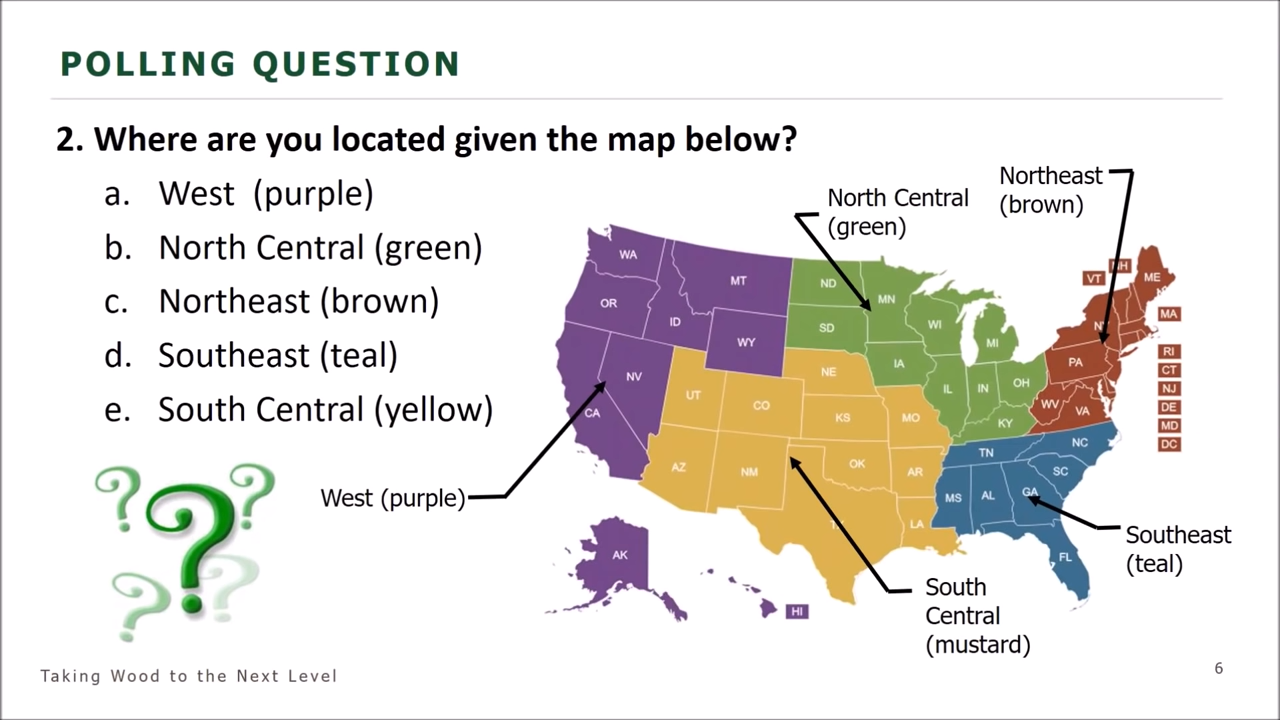 POLLING QUESTION
2. Where are you located given the map below?
a. West (purple)
b. North Central (green)
c. Northeast (brown)
d. Southeast (teal)
e. South Central (yellow)
North Central
(green)
Northeast
(brown)
West (purple)
Southeast
(teal)
South
Central
(mustard)
WA
MT
ND
MN
VT
ME
OR
ID
WY
SD
WI
MI
MA
NV
CA
UT
CO
NE
IA
IL
IN
OH
PA
RI
CT
NJ
DE
MD
DC
KS
MO
KY
WV
VA
AZ
NM
OK
AR
TN
NC
SC
MS
AL
GA
LA
FL
AK
HI
Taking Wood to the Next Level
6